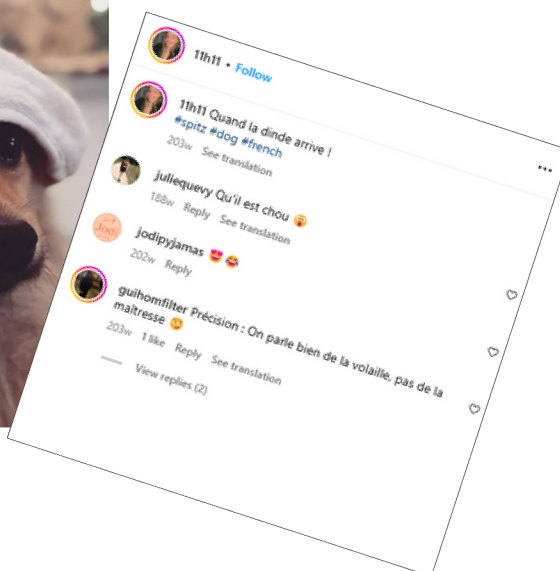 11h11 • Follow
11h11 Quand la dinde arrive !
#spitz #dog #french
203w See translation
juliequevy Qu'il est chou 😲
188w Reply See translation
Jodi
jodipyjamas 😍😂
202w Reply
guihomfilter Précision : On parle bien de la volaille, pas de la
maîtresse 😳
203w 1 like Reply See translation
View replies (2)